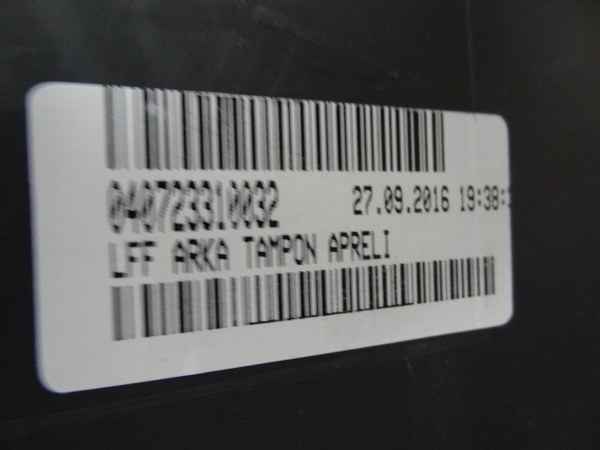 040723310032 27.09.2016 19:38:
LFF ARKA TAMPON APRELI